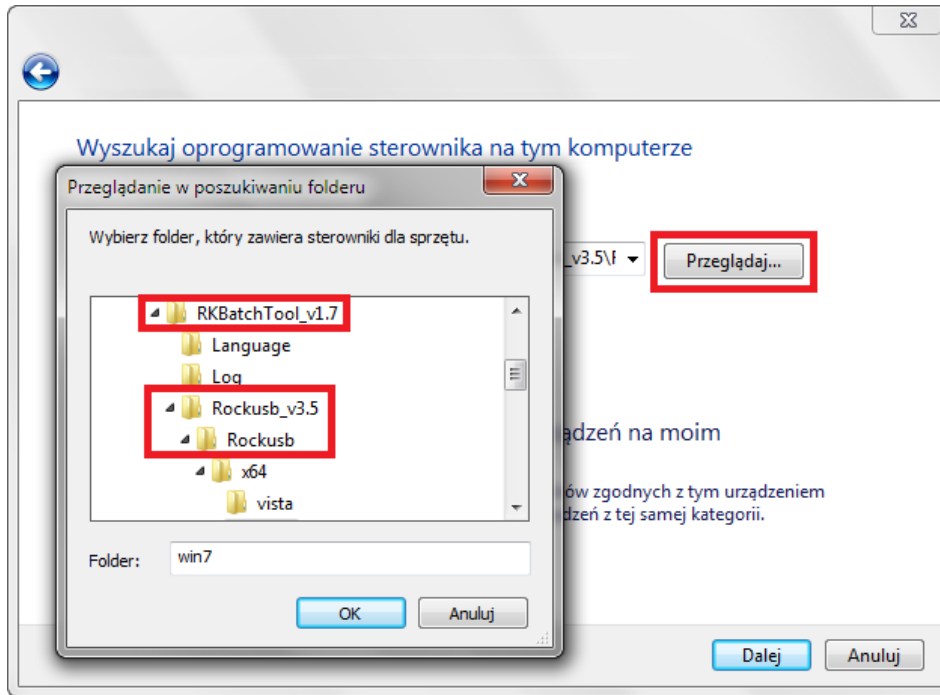 Wyszukaj oprogramowanie sterownika na tym komputerze
Przeglądanie w poszukiwaniu folderu
Wybierz folder, który zawiera sterowniki dla sprzętu.
_v3.5\F
Przeglądaj...
RKBatchTool_v1.7
Language
Log
Rockusb_v3.5
Rockusb
x64
vista
ądzeń na moim
ów zgodnych z tym urządzeniem
dzeń z tej samej kategorii.
Folder: win7
OK Anuluj
Dalej Anuluj